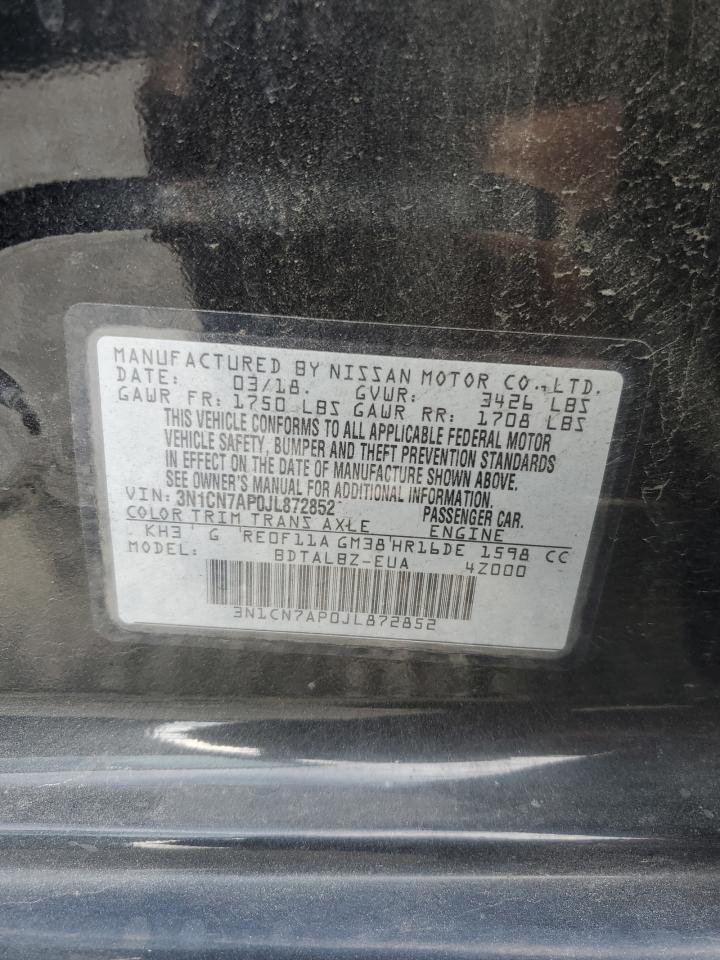 MANUFACTURED BY NISSAN MOTOR CO.,LTD.
DATE: 03/18. GVWR: 3426 LBS
GAWR FR: 1750 LBS GAWR RR: 1708 LBS
THIS VEHICLE CONFORMS TO ALL APPLICABLE FEDERAL MOTOR
VEHICLE SAFETY, BUMPER AND THEFT PREVENTION STANDARDS
IN EFFECT ON THE DATE OF MANUFACTURE SHOWN ABOVE.
SEE OWNER'S MANUAL FOR ADDITIONAL INFORMATION.
VIN: 3N1CN7AP0JL872852 PASSENGER CAR.
COLOR TRIM TRANS AXLE ENGINE
KH3' G RE0F11A GM38'HR16DE 1598 CC
MODEL: BDTALBZ-EUA 4Z000
3N1CN7AP0JL872852